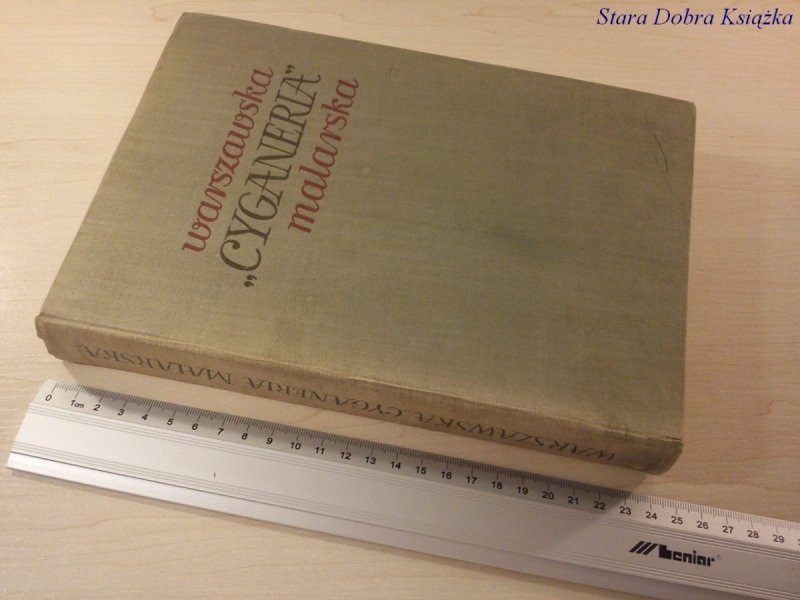 Stara Dobra Książka
warszawska
„CYGANERIA”
malarska
WARSZAWSKA CYGANERIA MALARSKA
0 1cm 2 3 4 5 6 7 8 9 10 11 12 13 14 15 16 17 18 19 20 21 22 23 24 25 26 27 28 29
Leniar®